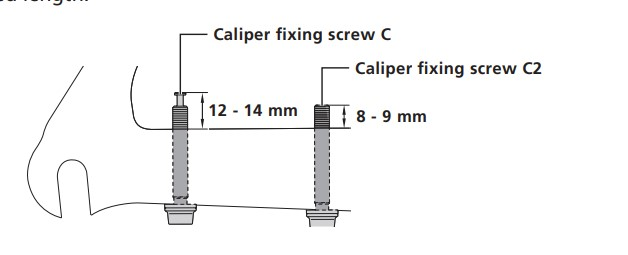 Caliper fixing screw C
Caliper fixing screw C2
12 - 14 mm
8 - 9 mm